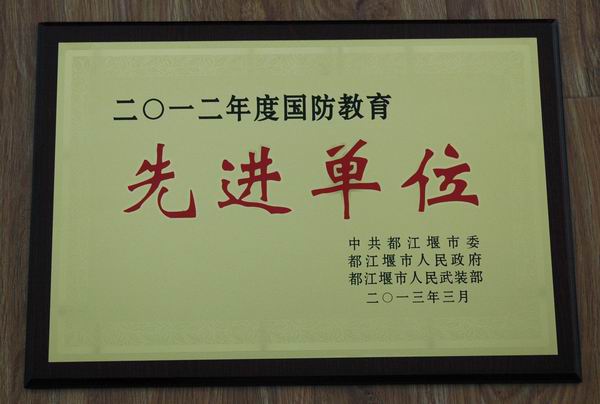 二〇一二年度国防教育
先进单位
中共都江堰市委
都江堰市人民政府
都江堰市人民武装部
二〇一三年三月